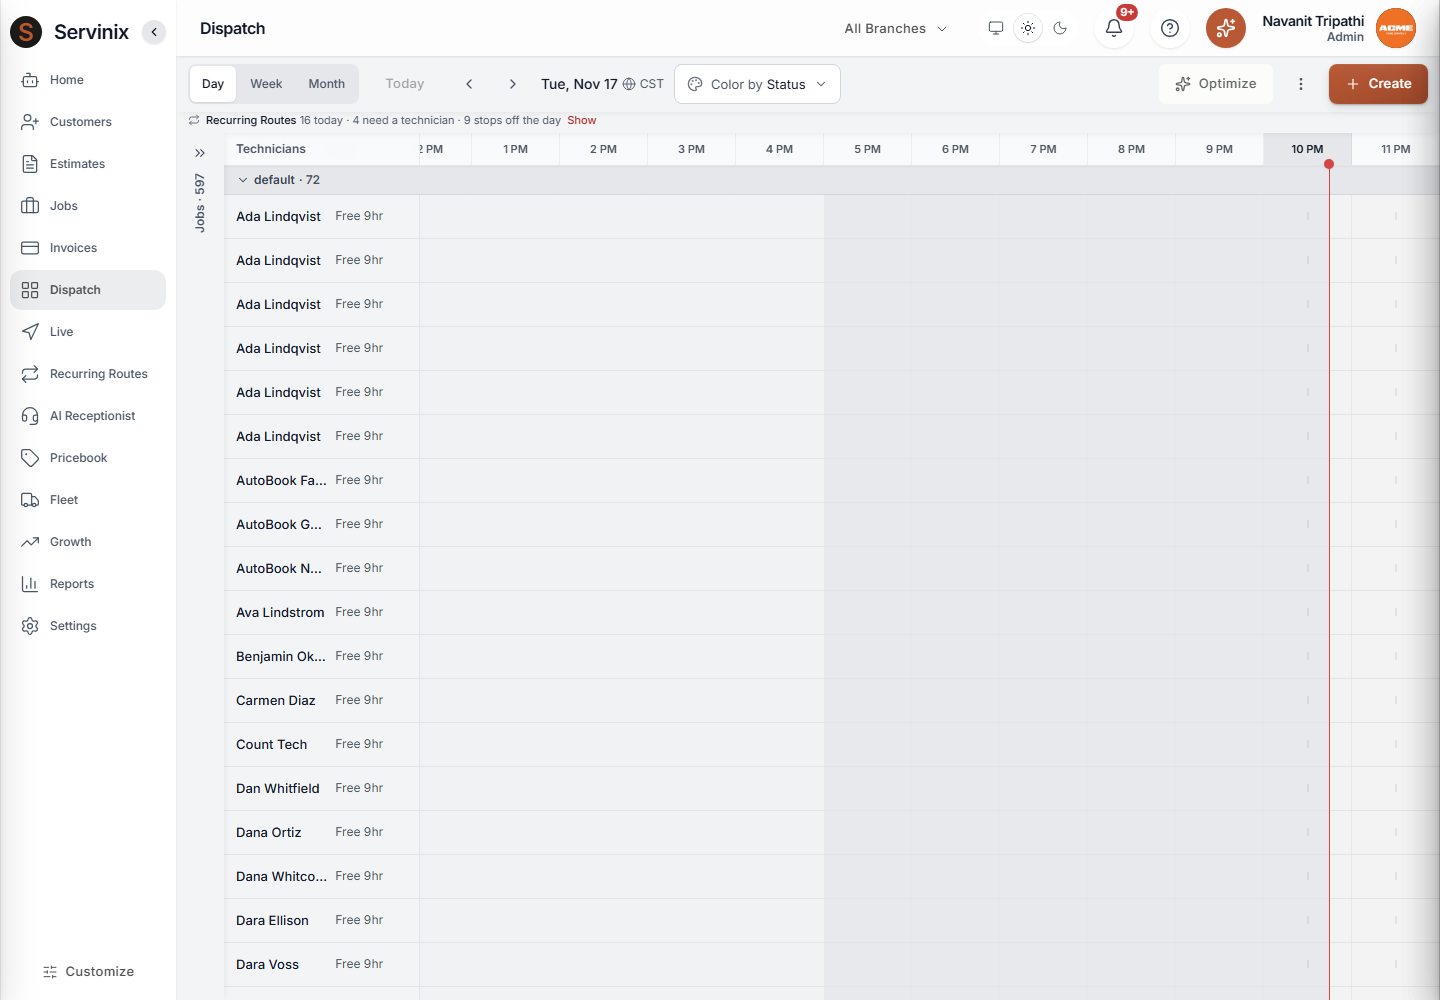 S Servinix
Dispatch
All Branches
9+
Navanit Tripathi
Admin
ACME
Home
Customers
Estimates
Jobs
Invoices
Dispatch
Live
Recurring Routes
AI Receptionist
Pricebook
Fleet
Growth
Reports
Settings
Customize
Day Week Month Today Tue, Nov 17 CST Color by Status Optimize Create
Recurring Routes 16 today · 4 need a technician · 9 stops off the day Show
Jobs · 597
Technicians 2 PM 1 PM 2 PM 3 PM 4 PM 5 PM 6 PM 7 PM 8 PM 9 PM 10 PM 11 PM
default · 72
Ada Lindqvist Free 9hr
Ada Lindqvist Free 9hr
Ada Lindqvist Free 9hr
Ada Lindqvist Free 9hr
Ada Lindqvist Free 9hr
Ada Lindqvist Free 9hr
AutoBook Fa... Free 9hr
AutoBook G... Free 9hr
AutoBook N... Free 9hr
Ava Lindstrom Free 9hr
Benjamin Ok... Free 9hr
Carmen Diaz Free 9hr
Count Tech Free 9hr
Dan Whitfield Free 9hr
Dana Ortiz Free 9hr
Dana Whitco... Free 9hr
Dara Ellison Free 9hr
Dara Voss Free 9hr